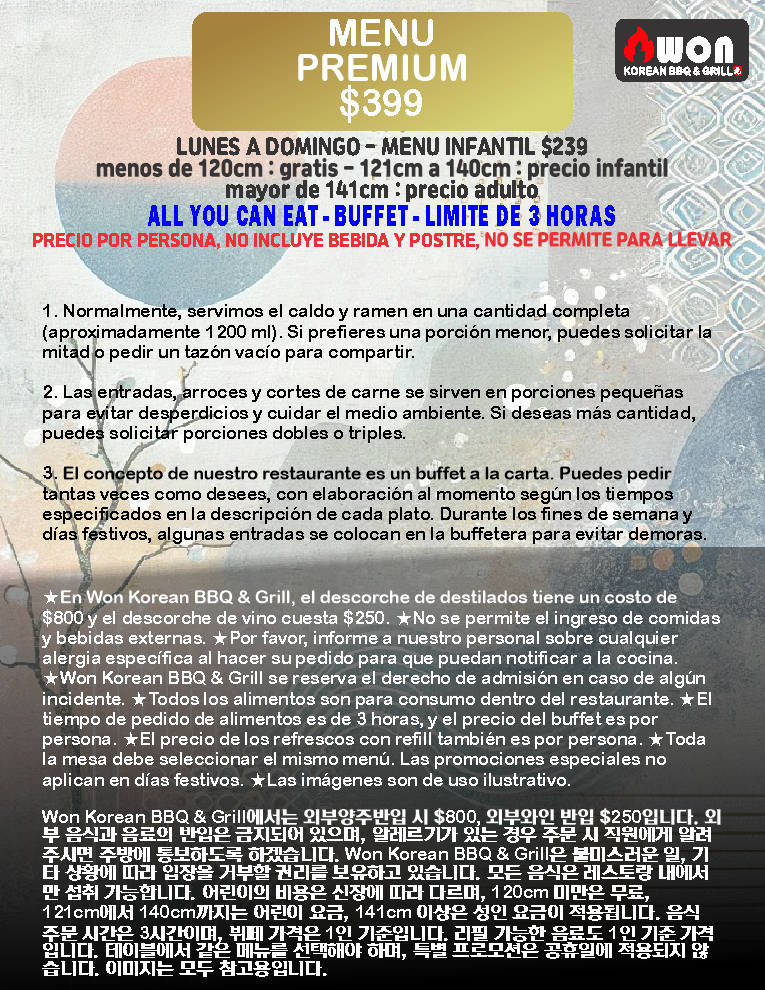 MENU
PREMIUM
$399
won
KOREAN BBQ & GRILL
LUNES A DOMINGO – MENU INFANTIL $239
menos de 120cm : gratis – 121cm a 140cm : precio infantil
mayor de 141cm : precio adulto
ALL YOU CAN EAT - BUFFET - LIMITE DE 3 HORAS
PRECIO POR PERSONA, NO INCLUYE BEBIDA Y POSTRE, NO SE PERMITE PARA LLEVAR
1. Normalmente, servimos el caldo y ramen en una cantidad completa
(aproximadamente 1200 ml). Si prefieres una porción menor, puedes solicitar la
mitad o pedir un tazón vacío para compartir.
2. Las entradas, arroces y cortes de carne se sirven en porciones pequeñas
para evitar desperdicios y cuidar el medio ambiente. Si deseas más cantidad,
puedes solicitar porciones dobles o triples.
3. El concepto de nuestro restaurante es un buffet a la carta. Puedes pedir
tantas veces como desees, con elaboración al momento según los tiempos
especificados en la descripción de cada plato. Durante los fines de semana y
días festivos, algunas entradas se colocan en la buffetera para evitar demoras.
★En Won Korean BBQ & Grill, el descorche de destilados tiene un costo de
$800 y el descorche de vino cuesta $250. ★No se permite el ingreso de comidas
y bebidas externas. ★Por favor, informe a nuestro personal sobre cualquier
alergia específica al hacer su pedido para que puedan notificar a la cocina.
★Won Korean BBQ & Grill se reserva el derecho de admisión en caso de algún
incidente. ★Todos los alimentos son para consumo dentro del restaurante. ★El
tiempo de pedido de alimentos es de 3 horas, y el precio del buffet es por
persona. ★El precio de los refrescos con refill también es por persona. ★Toda
la mesa debe seleccionar el mismo menú. Las promociones especiales no
aplican en días festivos. ★Las imágenes son de uso ilustrativo.
Won Korean BBQ & Grill에서는 외부양주반입 시 $800, 외부와인 반입 $250입니다. 외
부 음식과 음료의 반입은 금지되어 있으며, 알레르기가 있는 경우 주문 시 직원에게 알려
주시면 주방에 통보하도록 하겠습니다. Won Korean BBQ & Grill은 불미스러운 일, 기
타 상황에 따라 입장을 거부할 권리를 보유하고 있습니다. 모든 음식은 레스토랑 내에서
만 섭취 가능합니다. 어린이의 비용은 신장에 따라 다르며, 120cm 미만은 무료,
121cm에서 140cm까지는 어린이 요금, 141cm 이상은 성인 요금이 적용됩니다. 음식
주문 시간은 3시간이며, 뷔페 가격은 1인 기준입니다. 리필 가능한 음료도 1인 기준 가격
입니다. 테이블에서 같은 메뉴를 선택해야 하며, 특별 프로모션은 공휴일에 적용되지 않
습니다. 이미지는 모두 참고용입니다.